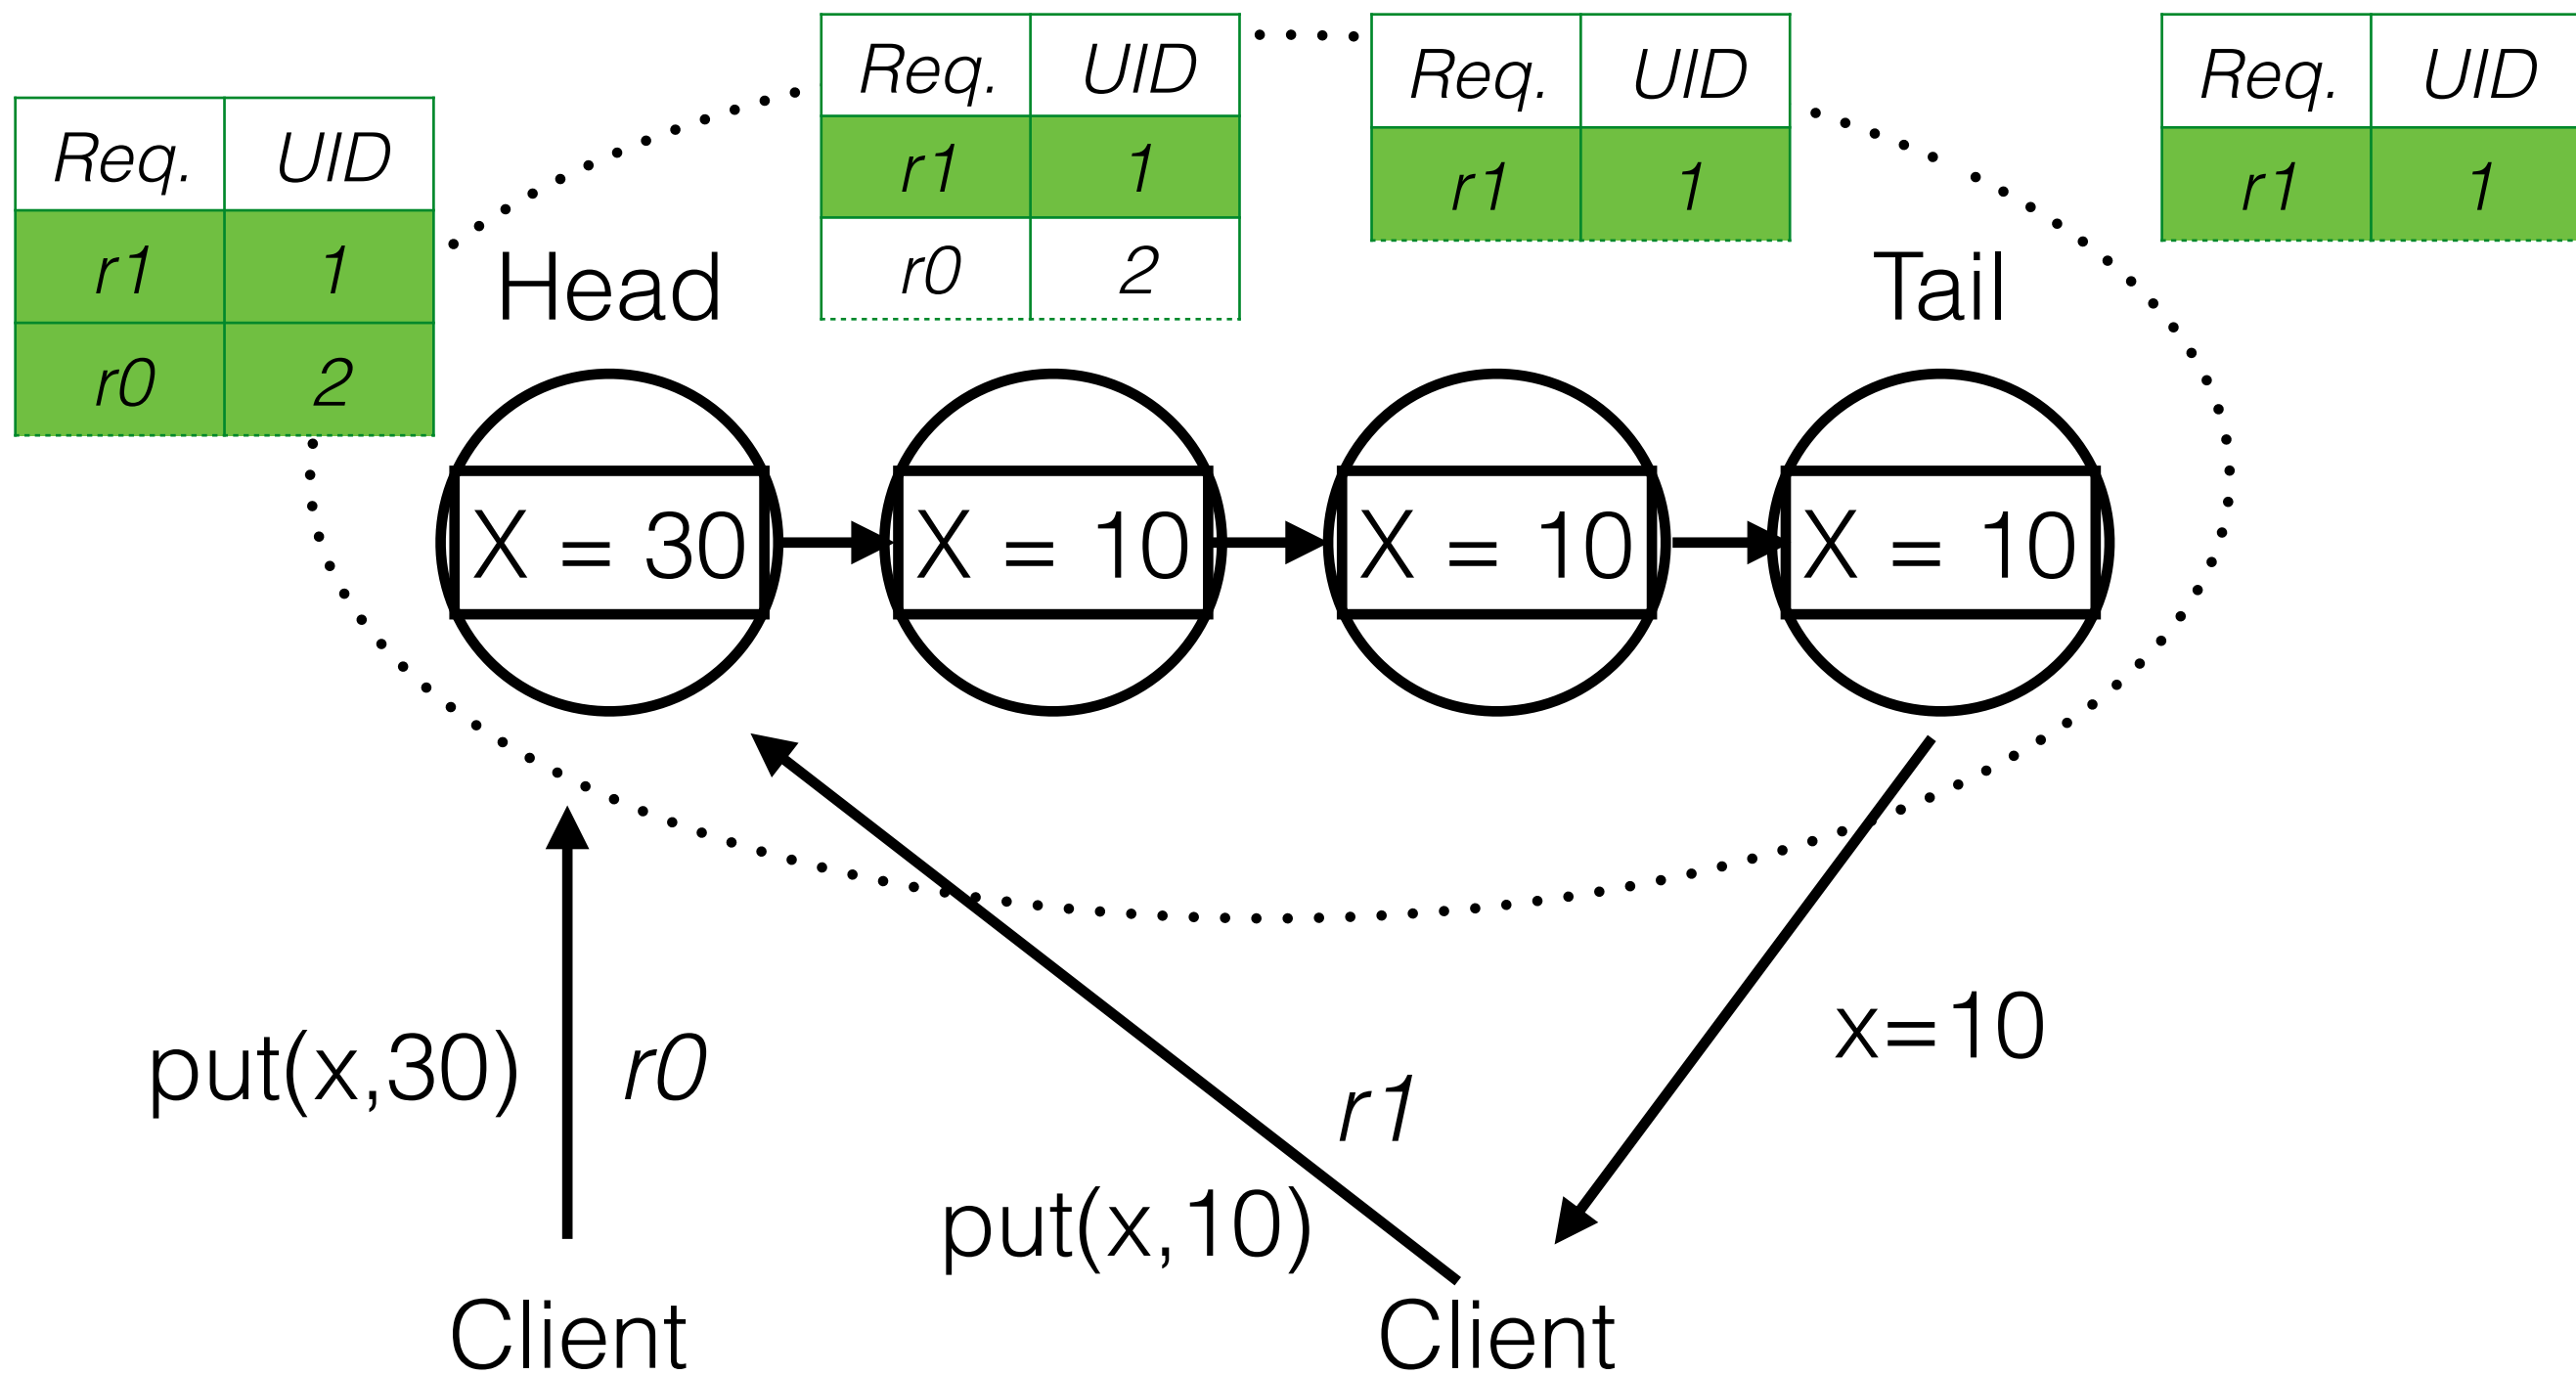 Req. UID
r1 1
r0 2
Req. UID
r1 1
r0 2
Req. UID
r1 1
Req. UID
r1 1
Head
Tail
X = 30
X = 10
X = 10
X = 10
put(x,30)
r0
put(x,10)
r1
x=10
Client
Client